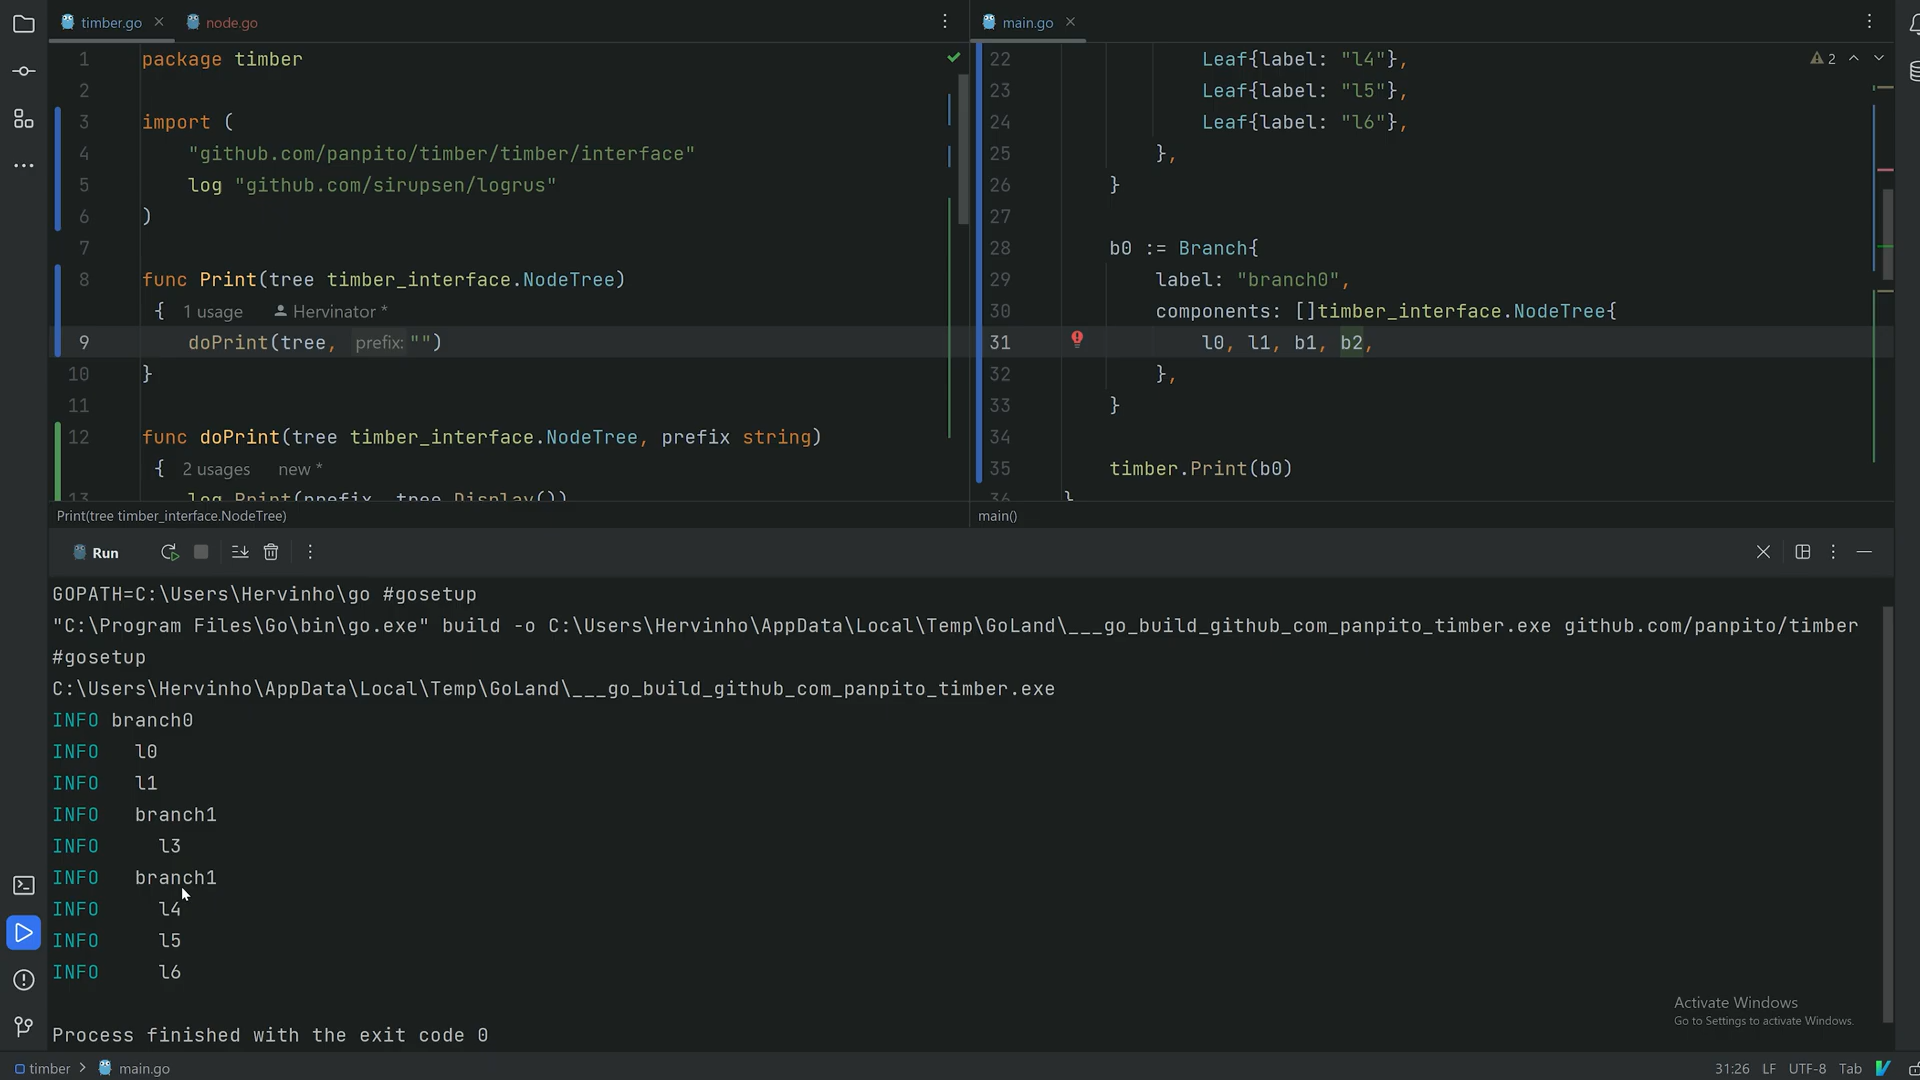 timber.go
node.go
main.go
1 package timber
2
3 import (
4 "github.com/panpito/timber/timber/interface"
5 log "github.com/sirupsen/logrus"
6 )
7
8 func Print(tree timber_interface.NodeTree)
{ 1 usage Hervinator *
9 doPrint(tree, prefix: "")
10 }
11
12 func doPrint(tree timber_interface.NodeTree, prefix string)
{ 2 usages new *
13 log.Print(prefix, tree.Display())
Print(tree timber_interface.NodeTree)
2
22 Leaf{label: "l4"},
23 Leaf{label: "l5"},
24 Leaf{label: "l6"},
25 },
26 }
27
28 b0 := Branch{
29 label: "branch0",
30 components: []timber_interface.NodeTree{
31 l0, l1, b1, b2,
32 },
33 }
34
35 timber.Print(b0)
36 }
main()
Run
GOPATH=C:\Users\Hervinho\go #gosetup
"C:\Program Files\Go\bin\go.exe" build -o C:\Users\Hervinho\AppData\Local\Temp\GoLand\___go_build_github_com_panpito_timber.exe github.com/panpito/timber
#gosetup
C:\Users\Hervinho\AppData\Local\Temp\GoLand\___go_build_github_com_panpito_timber.exe
INFO branch0
INFO l0
INFO l1
INFO branch1
INFO l3
INFO branch1
INFO l4
INFO l5
INFO l6
Process finished with the exit code 0
Activate Windows
Go to Settings to activate Windows.
timber > main.go
31:26 LF UTF-8 Tab